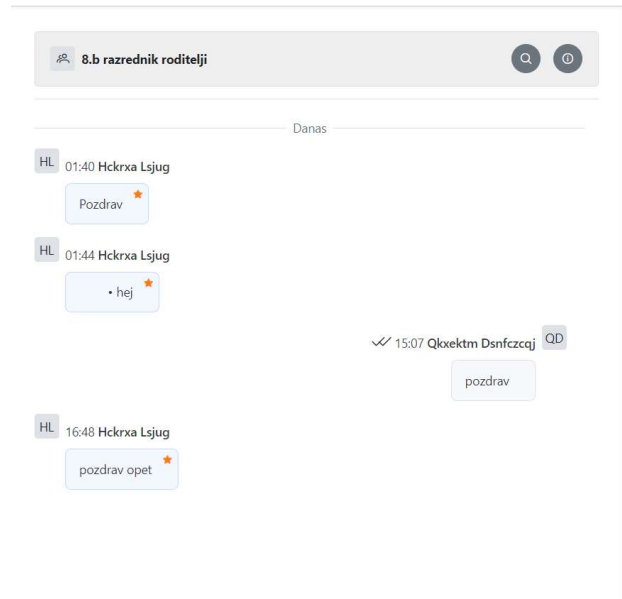 8.b razrednik roditelji
Danas
HL 01:40 Hckrxa Lsjug
Pozdrav
HL 01:44 Hckrxa Lsjug
• hej
15:07 Qkxektm Dsnfczcqj QD
pozdrav
HL 16:48 Hckrxa Lsjug
pozdrav opet